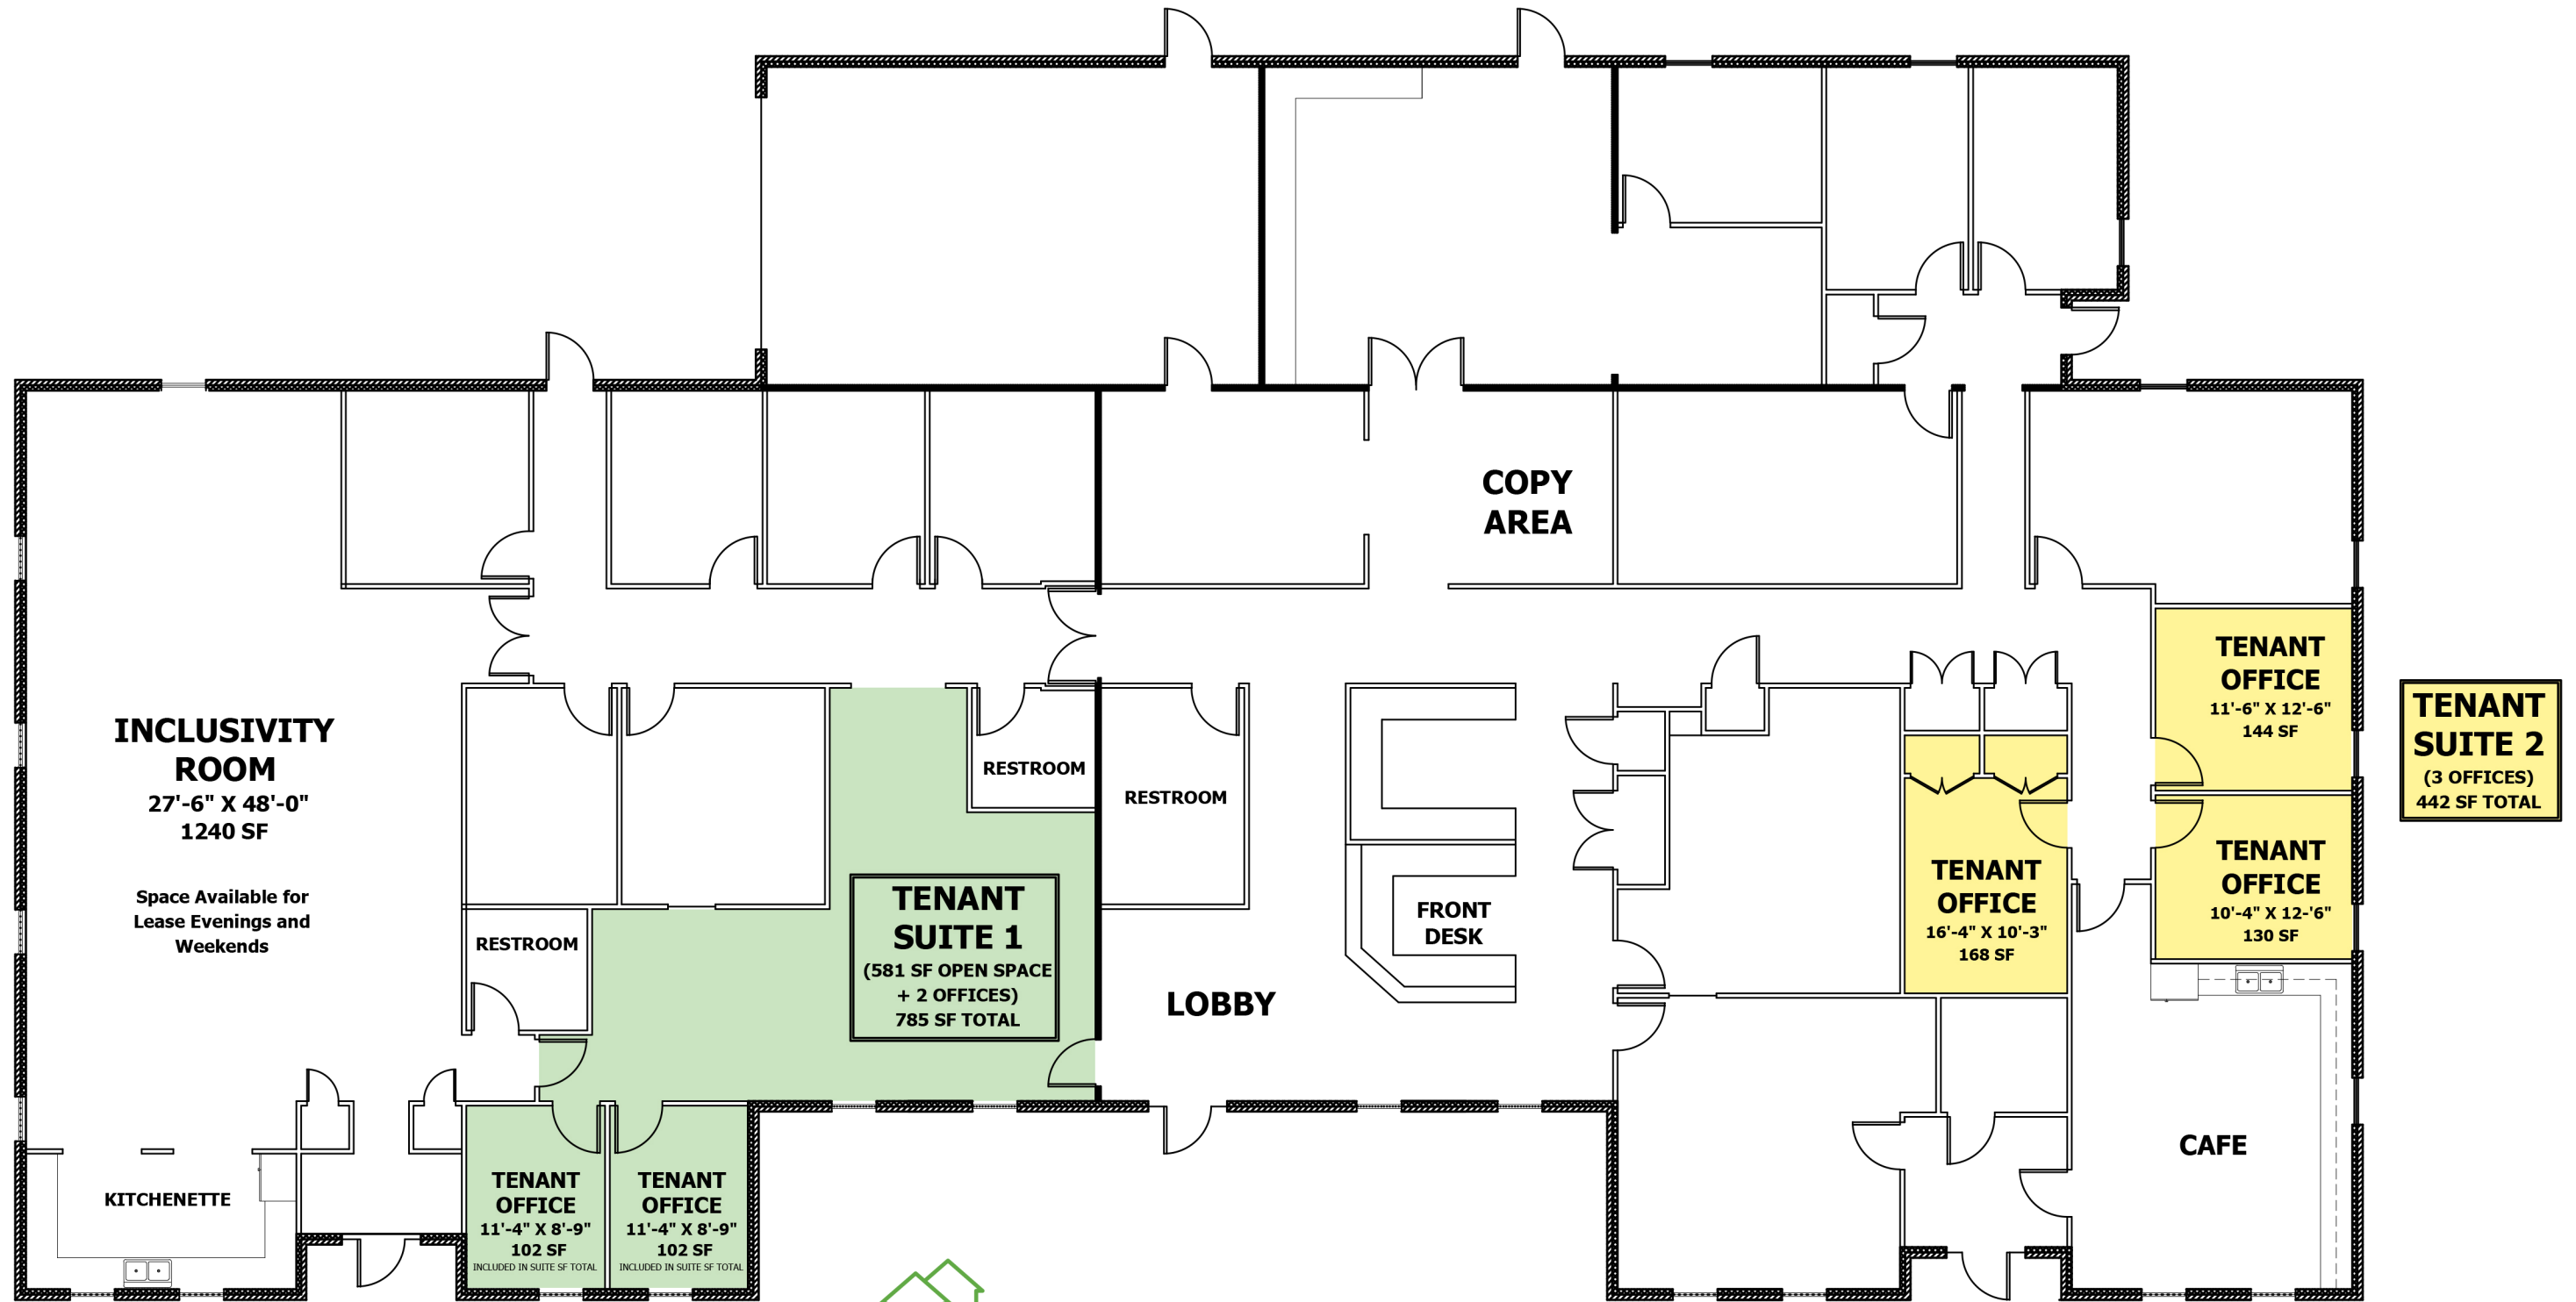 COPY
AREA
TENANT
OFFICE
11'-6" X 12'-6"
144 SF
TENANT
SUITE 2
(3 OFFICES)
442 SF TOTAL
INCLUSIVITY
ROOM
27'-6" X 48'-0"
1240 SF
Space Available for
Lease Evenings and
Weekends
RESTROOM
RESTROOM
RESTROOM
TENANT
SUITE 1
(581 SF OPEN SPACE
+ 2 OFFICES)
785 SF TOTAL
FRONT
DESK
LOBBY
TENANT
OFFICE
16'-4" X 10'-3"
168 SF
TENANT
OFFICE
10'-4" X 12-'6"
130 SF
CAFE
KITCHENETTE
TENANT
OFFICE
11'-4" X 8'-9"
102 SF
INCLUDED IN SUITE SF TOTAL
TENANT
OFFICE
11'-4" X 8'-9"
102 SF
INCLUDED IN SUITE SF TOTAL